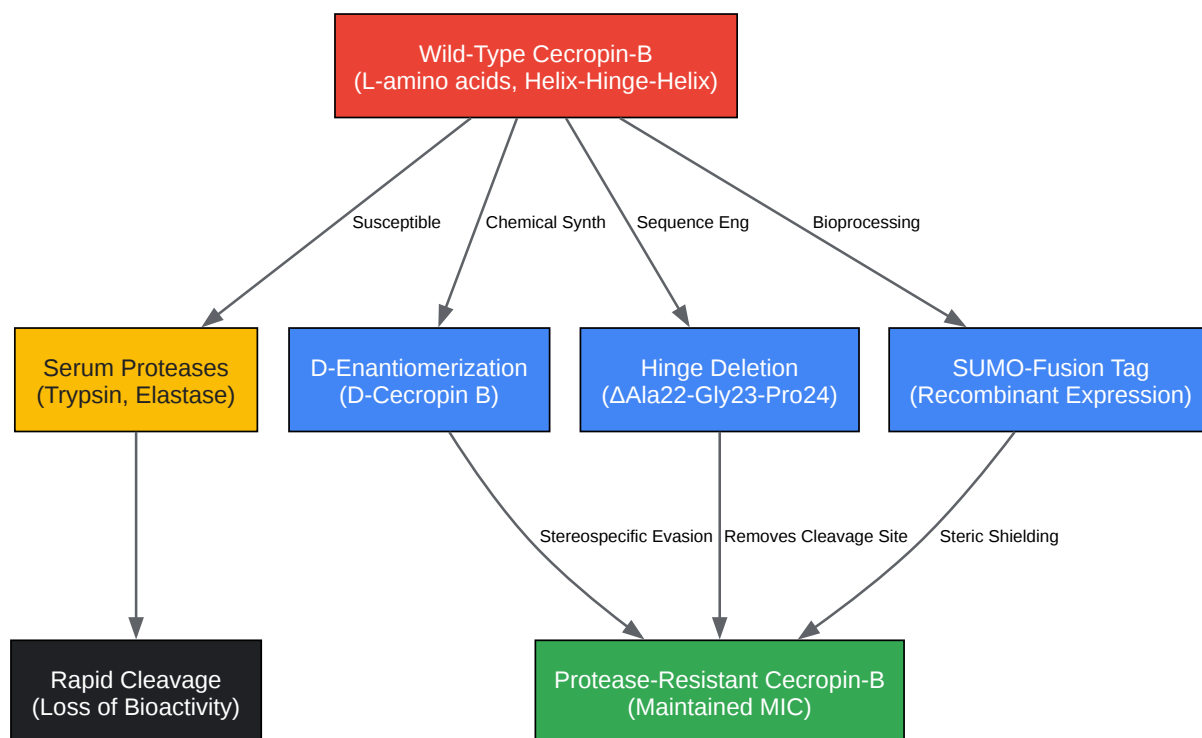 Wild-Type Cecropin-B
(L-amino acids, Helix-Hinge-Helix)
Susceptible
Chemical Synth
Sequence Eng
Bioprocessing
Serum Proteases
(Trypsin, Elastase)
D-Enantiomerization
(D-Cecropin B)
Hinge Deletion
(ΔAla22-Gly23-Pro24)
SUMO-Fusion Tag
(Recombinant Expression)
Stereospecific Evasion
Removes Cleavage Site
Steric Shielding
Rapid Cleavage
(Loss of Bioactivity)
Protease-Resistant Cecropin-B
(Maintained MIC)